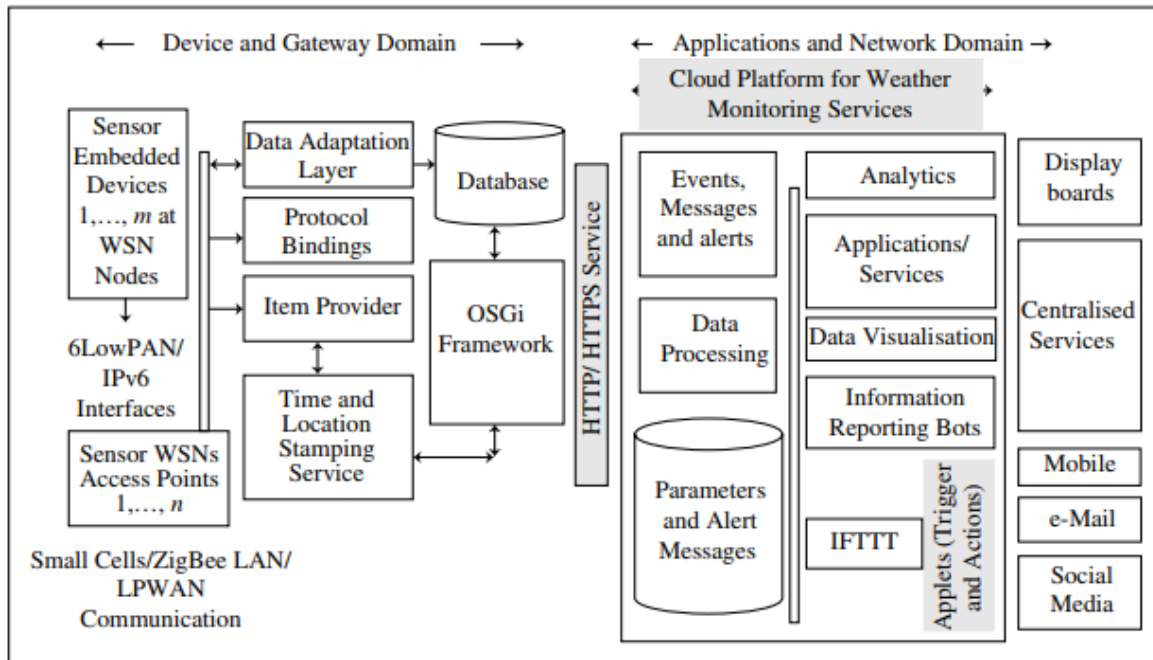 Device and Gateway Domain
Applications and Network Domain
Cloud Platform for Weather
Monitoring Services
Sensor
Embedded
Devices
1,…, m at
WSN
Nodes
6LowPAN/
IPv6
Interfaces
Sensor WSNs
Access Points
1,…, n
Small Cells/ZigBee LAN/
LPWAN
Communication
Data Adaptation
Layer
Protocol
Bindings
Item Provider
Time and
Location
Stamping
Service
Database
OSGi
Framework
HTTP/ HTTPS Service
Events,
Messages
and alerts
Data
Processing
Parameters
and Alert
Messages
Analytics
Applications/
Services
Data Visualisation
Information
Reporting Bots
IFTTT
Applets (Trigger
and Actions)
Display
boards
Centralised
Services
Mobile
e-Mail
Social
Media